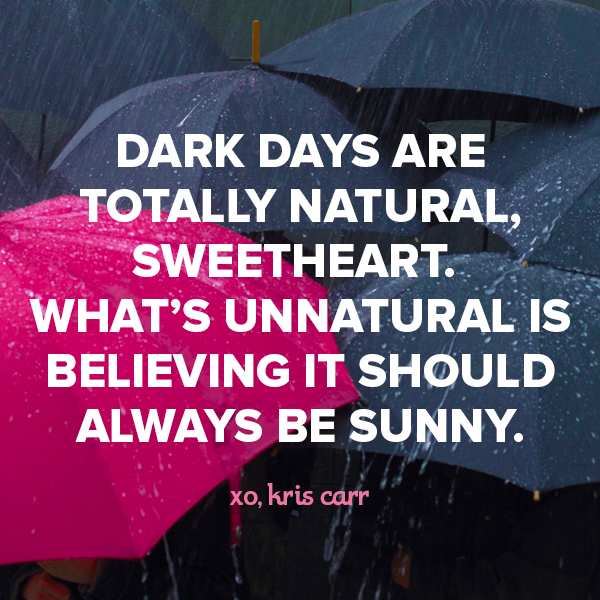 DARK DAYS ARE
TOTALLY NATURAL,
SWEETHEART.
WHAT’S UNNATURAL IS
BELIEVING IT SHOULD
ALWAYS BE SUNNY.
xo, kris carr